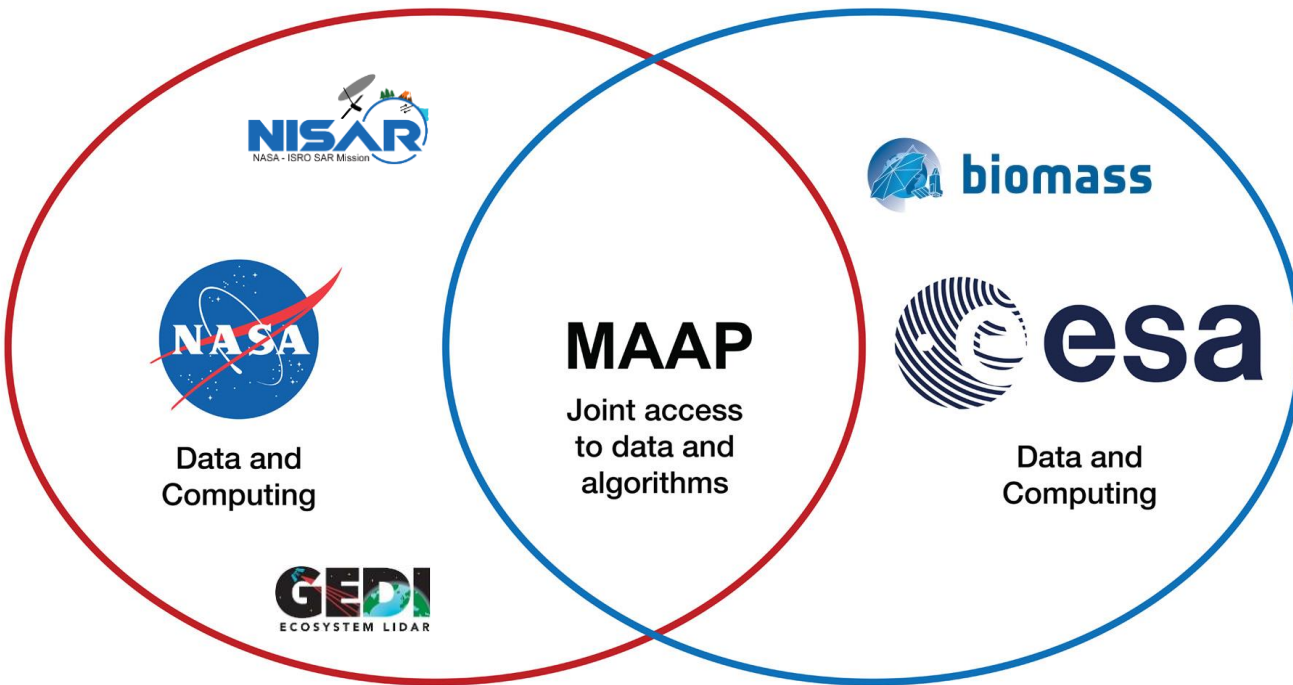 NISAR
NASA - ISRO SAR Mission
NASA
Data and
Computing
GEDI
ECOSYSTEM LIDAR
MAAP
Joint access
to data and
algorithms
biomass
esa
Data and
Computing